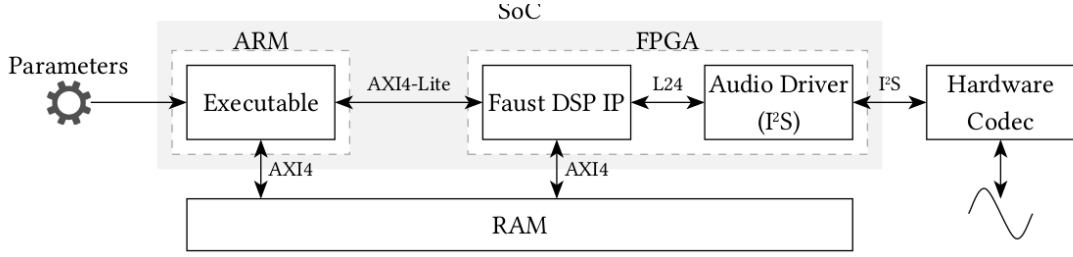 SoC
ARM
FPGA
Parameters
Executable
AXI4-Lite
Faust DSP IP
L24
Audio Driver
(I²S)
I²S
Hardware
Codec
AXI4
AXI4
RAM